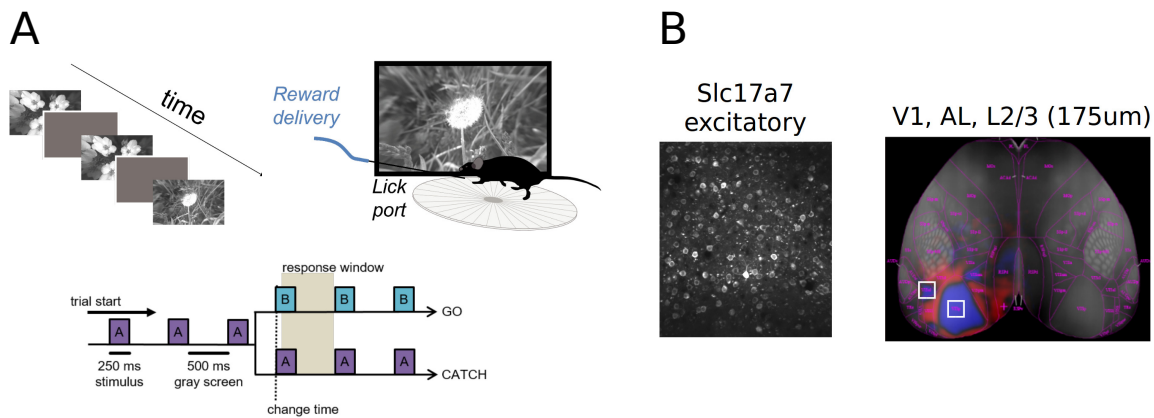 A
time
Reward
delivery
Lick
port
response window
trial start
B
B
B
GO
A
A
A
250 ms
stimulus
500 ms
gray screen
A
A
A
CATCH
change time
B
Slc17a7
excitatory
V1, AL, L2/3 (175um)